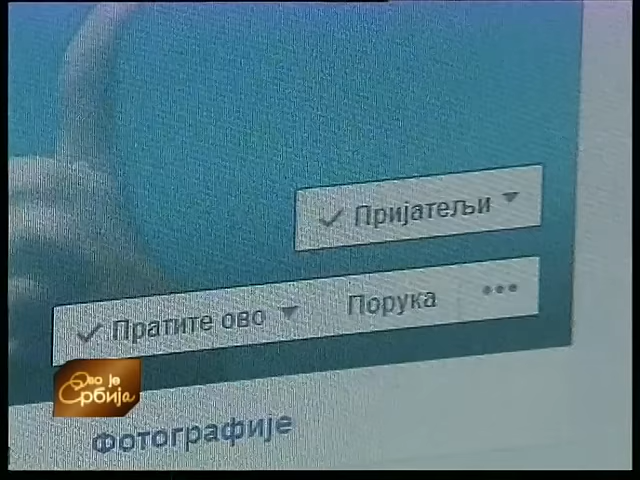 Пријатељи
Пратите ово
Порука
Ово је
Србија
Фотографије